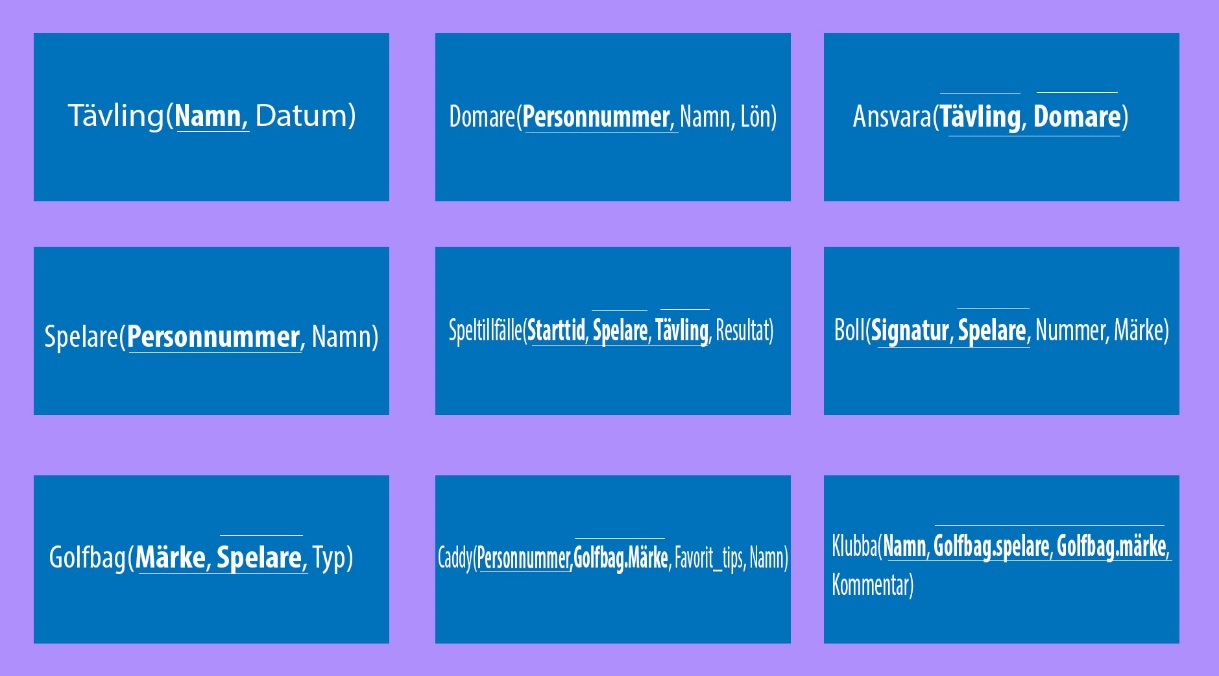 Tävling(Namn, Datum)
Domare(Personnummer, Namn, Lön)
Ansvara(Tävling, Domare)
Spelare(Personnummer, Namn)
Speltillfälle(Starttid, Spelare, Tävling, Resultat)
Boll(Signatur, Spelare, Nummer, Märke)
Golfbag(Märke, Spelare, Typ)
Caddy(Personnummer,Golfbag.Märke, Favorit_tips, Namn)
Klubba(Namn, Golfbag.spelare, Golfbag.märke,
Kommentar)